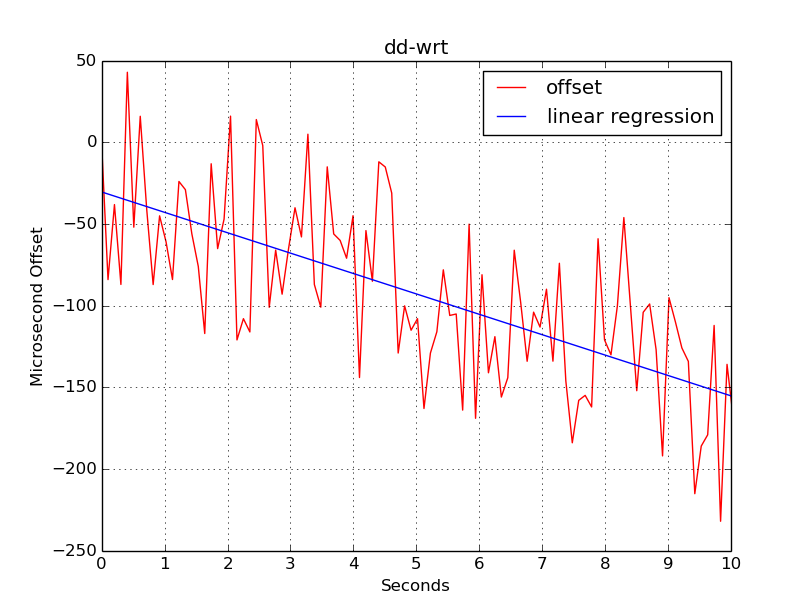 dd-wrt
offset
linear regression
50
0
−50
−100
−150
−200
−250
Microsecond Offset
0 1 2 3 4 5 6 7 8 9 10
Seconds